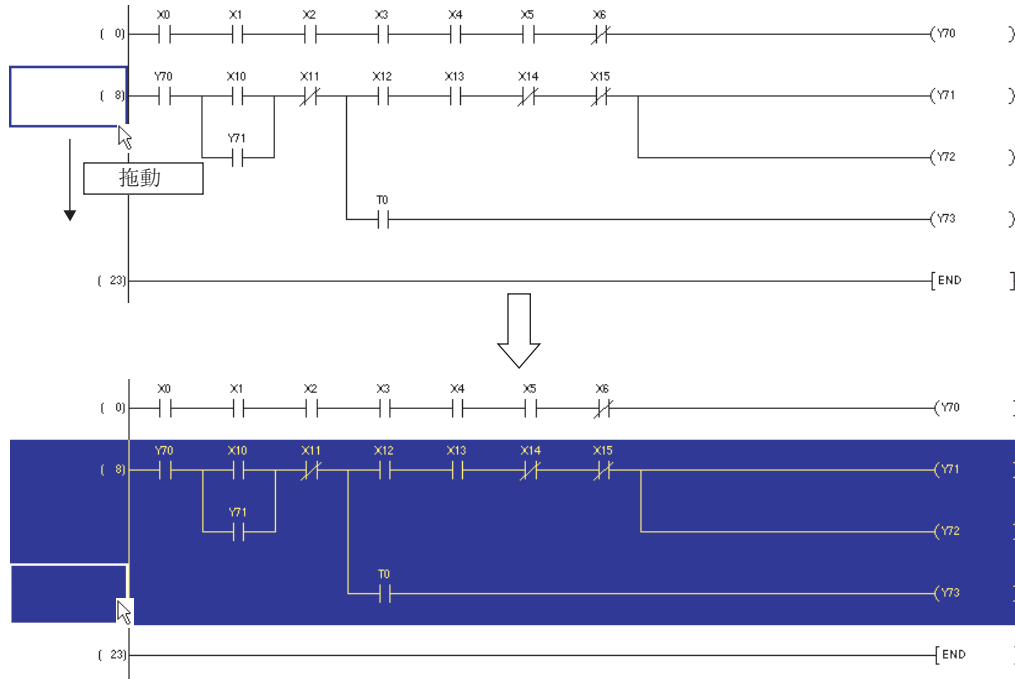 X0 X1 X2 X3 X4 X5 X6
( 0) (Y70 )
Y70 X10 X11 X12 X13 X14 X15
( 8) (Y71 )
Y71
(Y72 )
拖動
T0
(Y73 )
( 23) [END ]
X0 X1 X2 X3 X4 X5 X6
( 0) (Y70 )
Y70 X10 X11 X12 X13 X14 X15
( 8) (Y71 )
Y71
(Y72 )
T0
(Y73 )
( 23) [END ]